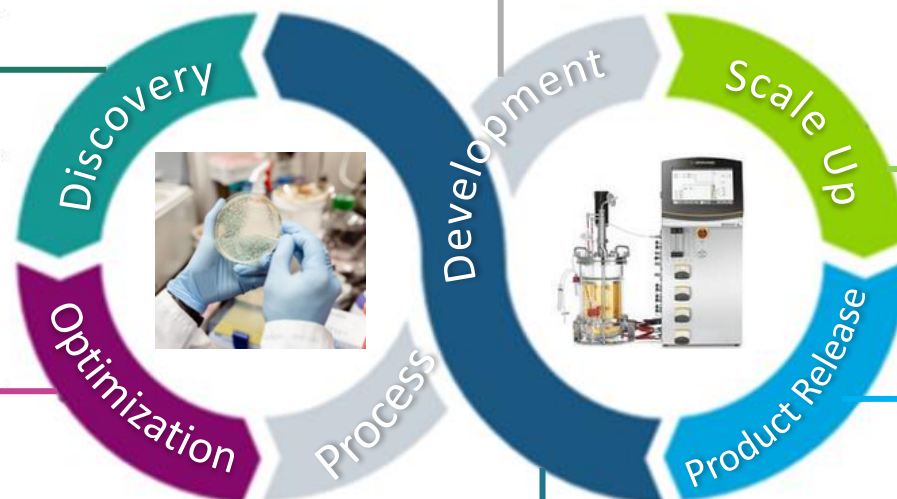 Discovery
Optimization
Process
Development
Scale Up
Product Release